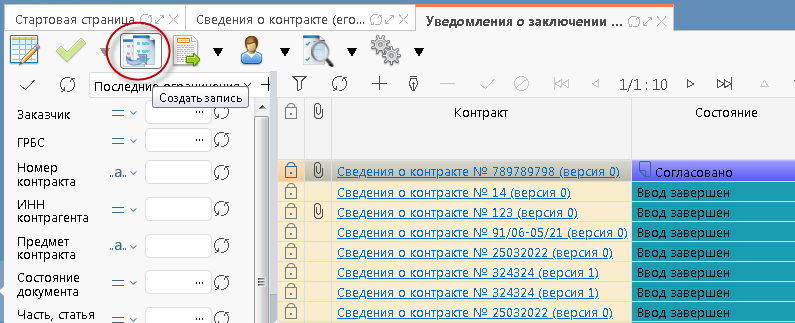 Стартовая страница
Сведения о контракте (его...
Уведомления о заключении ...
Последние ограничения
1/1 : 10
Создать запись
Заказчик = ...
ГРБС = ...
Номер контракта ..а..
ИНН контрагента =
Предмет контракта ..а..
Состояние документа = ...
Часть, статья = ...
Контракт Состояние
Сведения о контракте № 789789798 (версия 0) Согласовано
Сведения о контракте № 14 (версия 0) Ввод завершен
Сведения о контракте № 123 (версия 0) Ввод завершен
Сведения о контракте № 91/06-05/21 (версия 0) Ввод завершен
Сведения о контракте № 25032022 (версия 0) Ввод завершен
Сведения о контракте № 324324 (версия 1) Ввод завершен
Сведения о контракте № 324324 (версия 1) Ввод завершен
Сведения о контракте № 25032022 (версия 0) Ввод завершен